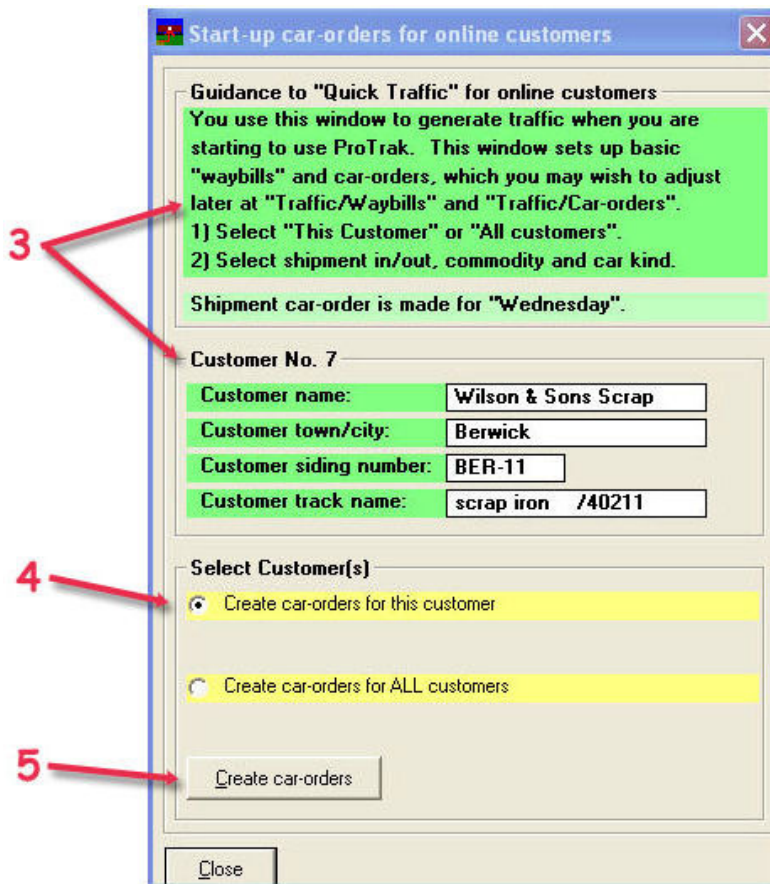 Start-up car-orders for online customers
Guidance to "Quick Traffic" for online customers
You use this window to generate traffic when you are
starting to use ProTrak. This window sets up basic
"waybills" and car-orders, which you may wish to adjust
later at "Traffic/Waybills" and "Traffic/Car-orders".
1) Select "This Customer" or "All customers".
2) Select shipment in/out, commodity and car kind.
3
Shipment car-order is made for "Wednesday".
Customer No. 7
Customer name: Wilson & Sons Scrap
Customer town/city: Berwick
Customer siding number: BER-11
Customer track name: scrap iron /40211
Select Customer(s)
4
Create car-orders for this customer
Create car-orders for ALL customers
5
Create car-orders
Close